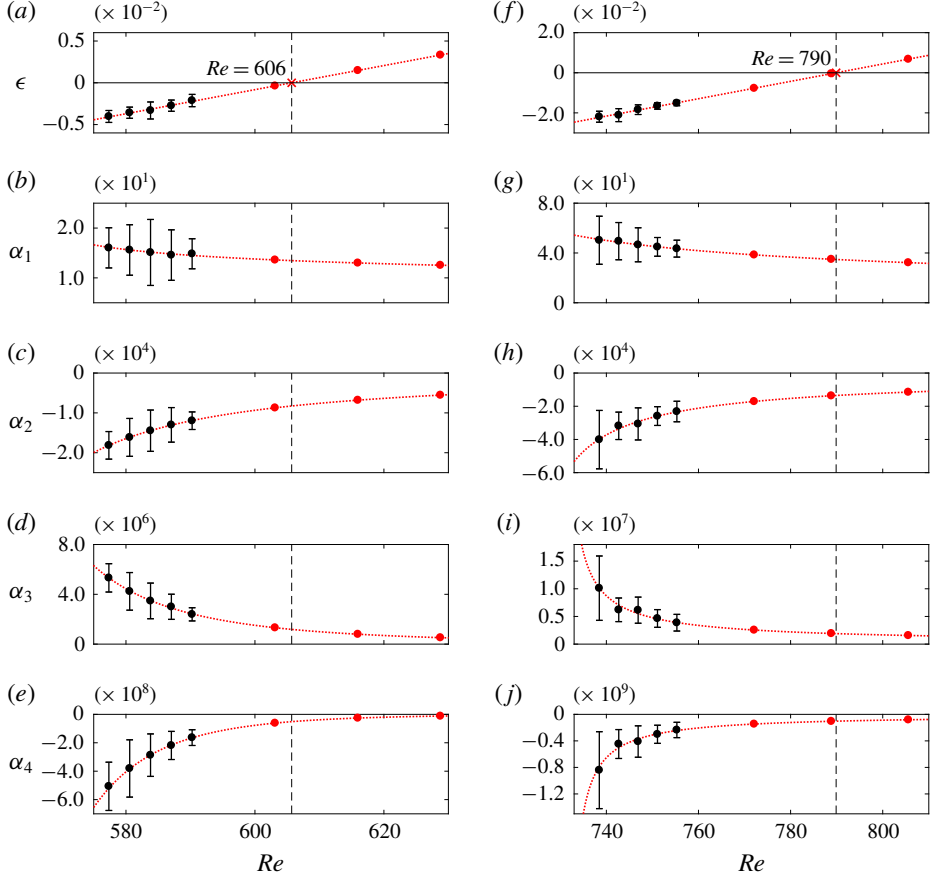 (a) (× 10⁻²)
0.5
0
−0.5
ϵ
Re = 606
(b) (× 10¹)
2.0
1.0
α₁
(c) (× 10⁴)
0
−1.0
−2.0
α₂
(d) (× 10⁶)
8.0
4.0
0
α₃
(e) (× 10⁸)
0
−2.0
−4.0
−6.0
α₄
580 600 620
Re
(f) (× 10⁻²)
2.0
0
−2.0
Re = 790
(g) (× 10¹)
8.0
4.0
0
(h) (× 10⁴)
0
−2.0
−4.0
−6.0
(i) (× 10⁷)
1.5
1.0
0.5
0
(j) (× 10⁹)
0
−0.4
−0.8
−1.2
740 760 780 800
Re